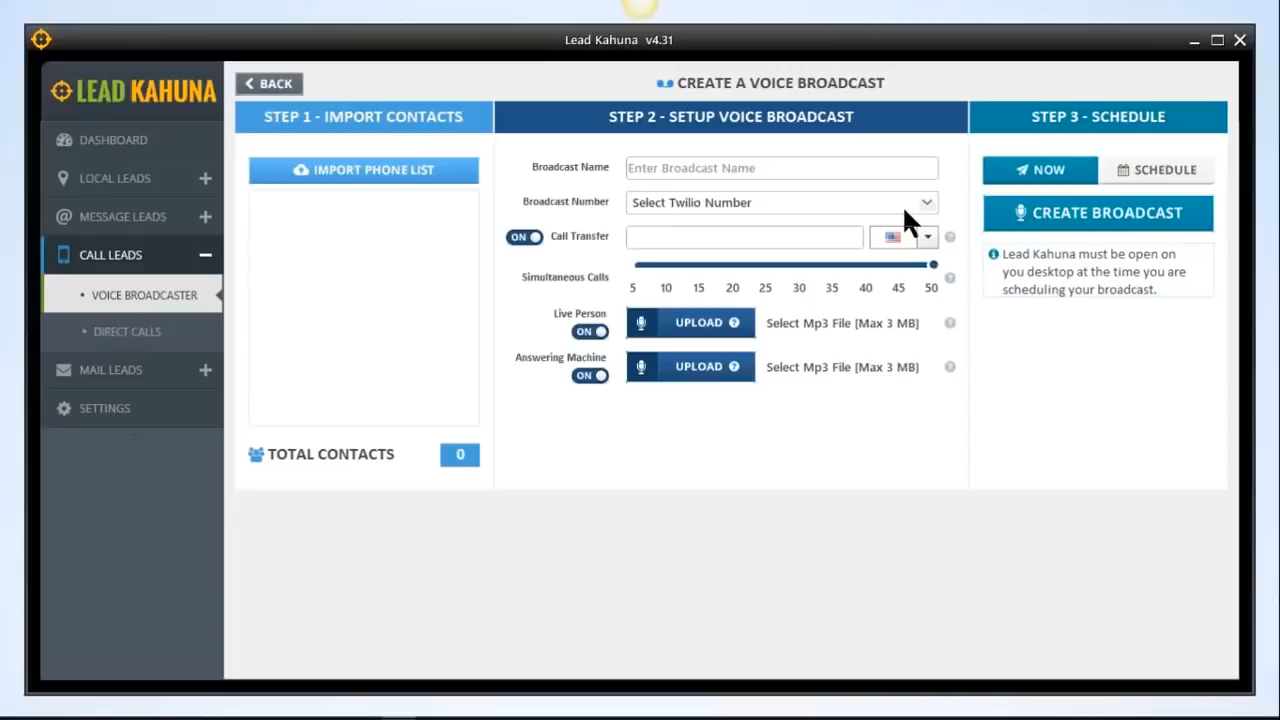 Lead Kahuna v4.31
LEAD KAHUNA
BACK
CREATE A VOICE BROADCAST
STEP 1 - IMPORT CONTACTS
STEP 2 - SETUP VOICE BROADCAST
STEP 3 - SCHEDULE
DASHBOARD
LOCAL LEADS
MESSAGE LEADS
CALL LEADS
VOICE BROADCASTER
DIRECT CALLS
MAIL LEADS
SETTINGS
IMPORT PHONE LIST
TOTAL CONTACTS 0
Broadcast Name Enter Broadcast Name
Broadcast Number Select Twilio Number
ON Call Transfer
Simultaneous Calls
5 10 15 20 25 30 35 40 45 50
Live Person
ON UPLOAD ? Select Mp3 File [Max 3 MB]
Answering Machine
ON UPLOAD ? Select Mp3 File [Max 3 MB]
NOW SCHEDULE
CREATE BROADCAST
Lead Kahuna must be open on
you desktop at the time you are
scheduling your broadcast.